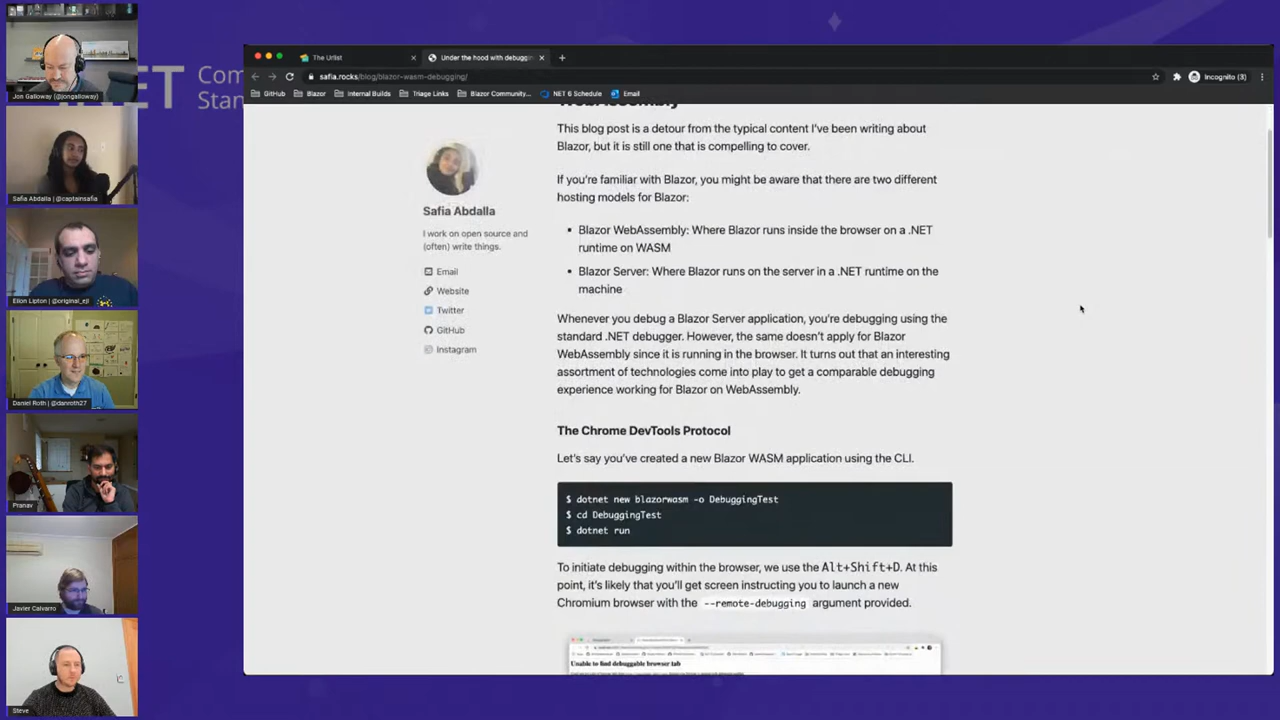 .NET
Com
Stan
Jon Galloway (@jongalloway)
Safia Abdalla | @captainsafia
Eilon Lipton | @original_ejl
Daniel Roth | @danroth27
Pranav
Javier Calvarro
Steve
The Urlist
Under the hood with debugging
safia.rocks/blog/blazor-wasm-debugging/
Incognito (3)
GitHub
Blazor
Internal Builds
Triage Links
Blazor Community...
NET 6 Schedule
Email
WebAssembly
Safia Abdalla
I work on open source and
(often) write things.
Email
Website
Twitter
GitHub
Instagram
This blog post is a detour from the typical content I've been writing about
Blazor, but it is still one that is compelling to cover.
If you're familiar with Blazor, you might be aware that there are two different
hosting models for Blazor:
Blazor WebAssembly: Where Blazor runs inside the browser on a .NET
runtime on WASM
Blazor Server: Where Blazor runs on the server in a .NET runtime on the
machine
Whenever you debug a Blazor Server application, you're debugging using the
standard .NET debugger. However, the same doesn't apply for Blazor
WebAssembly since it is running in the browser. It turns out that an interesting
assortment of technologies come into play to get a comparable debugging
experience working for Blazor on WebAssembly.
The Chrome DevTools Protocol
Let's say you've created a new Blazor WASM application using the CLI.
$ dotnet new blazorwasm -o DebuggingTest
$ cd DebuggingTest
$ dotnet run
To initiate debugging within the browser, we use the Alt+Shift+D. At this
point, it's likely that you'll get screen instructing you to launch a new
Chromium browser with the --remote-debugging argument provided.
Unable to find debuggable browser tab